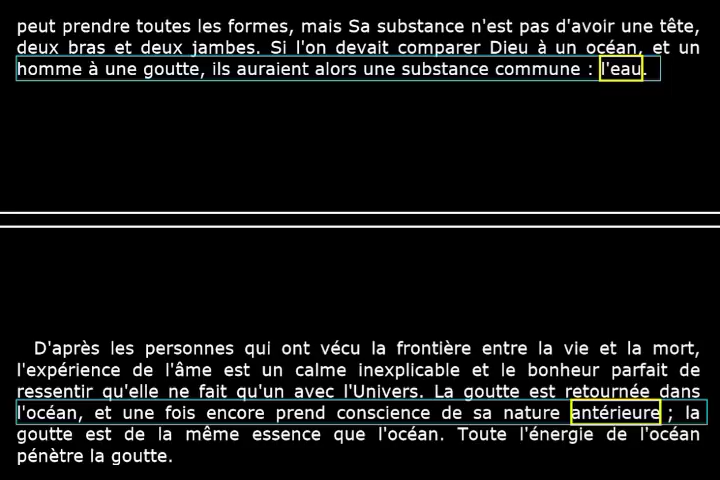 peut prendre toutes les formes, mais Sa substance n'est pas d'avoir une tête,
deux bras et deux jambes. Si l'on devait comparer Dieu à un océan, et un
homme à une goutte, ils auraient alors une substance commune : l'eau.
D'après les personnes qui ont vécu la frontière entre la vie et la mort,
l'expérience de l'âme est un calme inexplicable et le bonheur parfait de
ressentir qu'elle ne fait qu'un avec l'Univers. La goutte est retournée dans
l'océan, et une fois encore prend conscience de sa nature antérieure ; la
goutte est de la même essence que l'océan. Toute l'énergie de l'océan
pénètre la goutte.